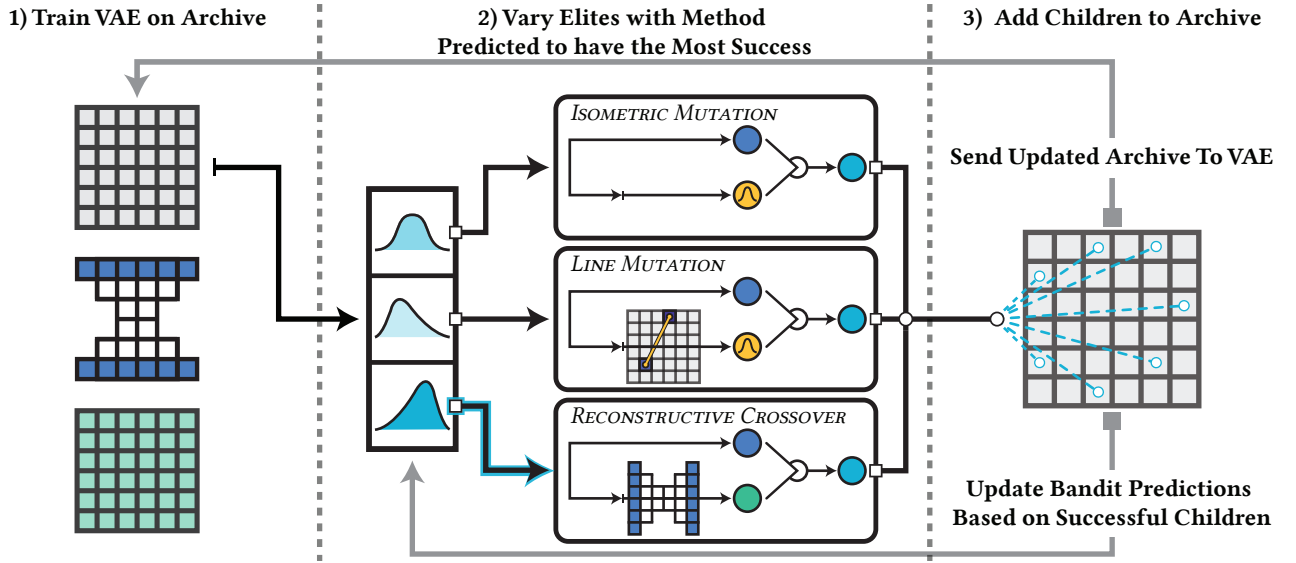 1) Train VAE on Archive
2) Vary Elites with Method
Predicted to have the Most Success
3) Add Children to Archive
Isometric Mutation
Line Mutation
Reconstructive Crossover
Send Updated Archive To VAE
Update Bandit Predictions
Based on Successful Children